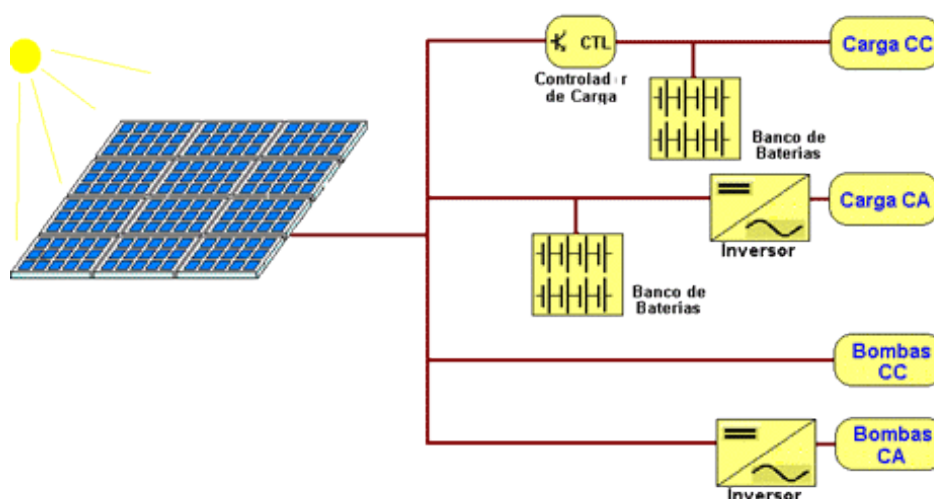 CTL
Carga CC
Controlad r
de Carga
Banco de
Baterias
Carga CA
Inversor
Banco de
Baterias
Bombas
CC
Bombas
CA
Inversor